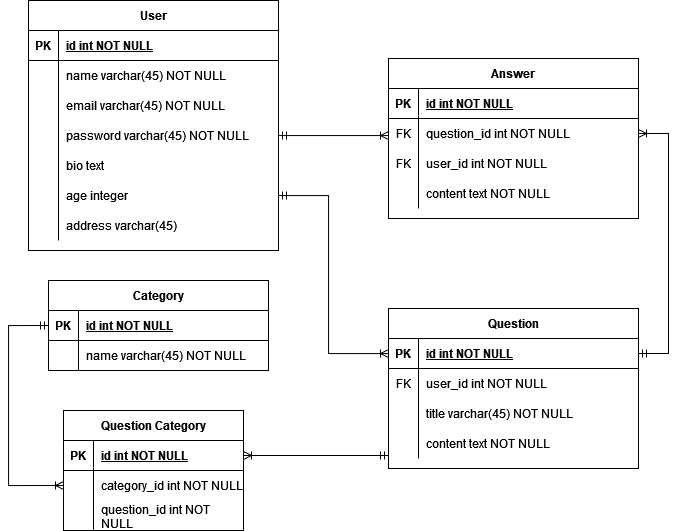 User
PK id int NOT NULL
name varchar(45) NOT NULL
email varchar(45) NOT NULL
password varchar(45) NOT NULL
bio text
age integer
address varchar(45)
Answer
PK id int NOT NULL
FK question_id int NOT NULL
FK user_id int NOT NULL
content text NOT NULL
Category
PK id int NOT NULL
name varchar(45) NOT NULL
Question
PK id int NOT NULL
FK user_id int NOT NULL
title varchar(45) NOT NULL
content text NOT NULL
Question Category
PK id int NOT NULL
category_id int NOT NULL
question_id int NOT
NULL